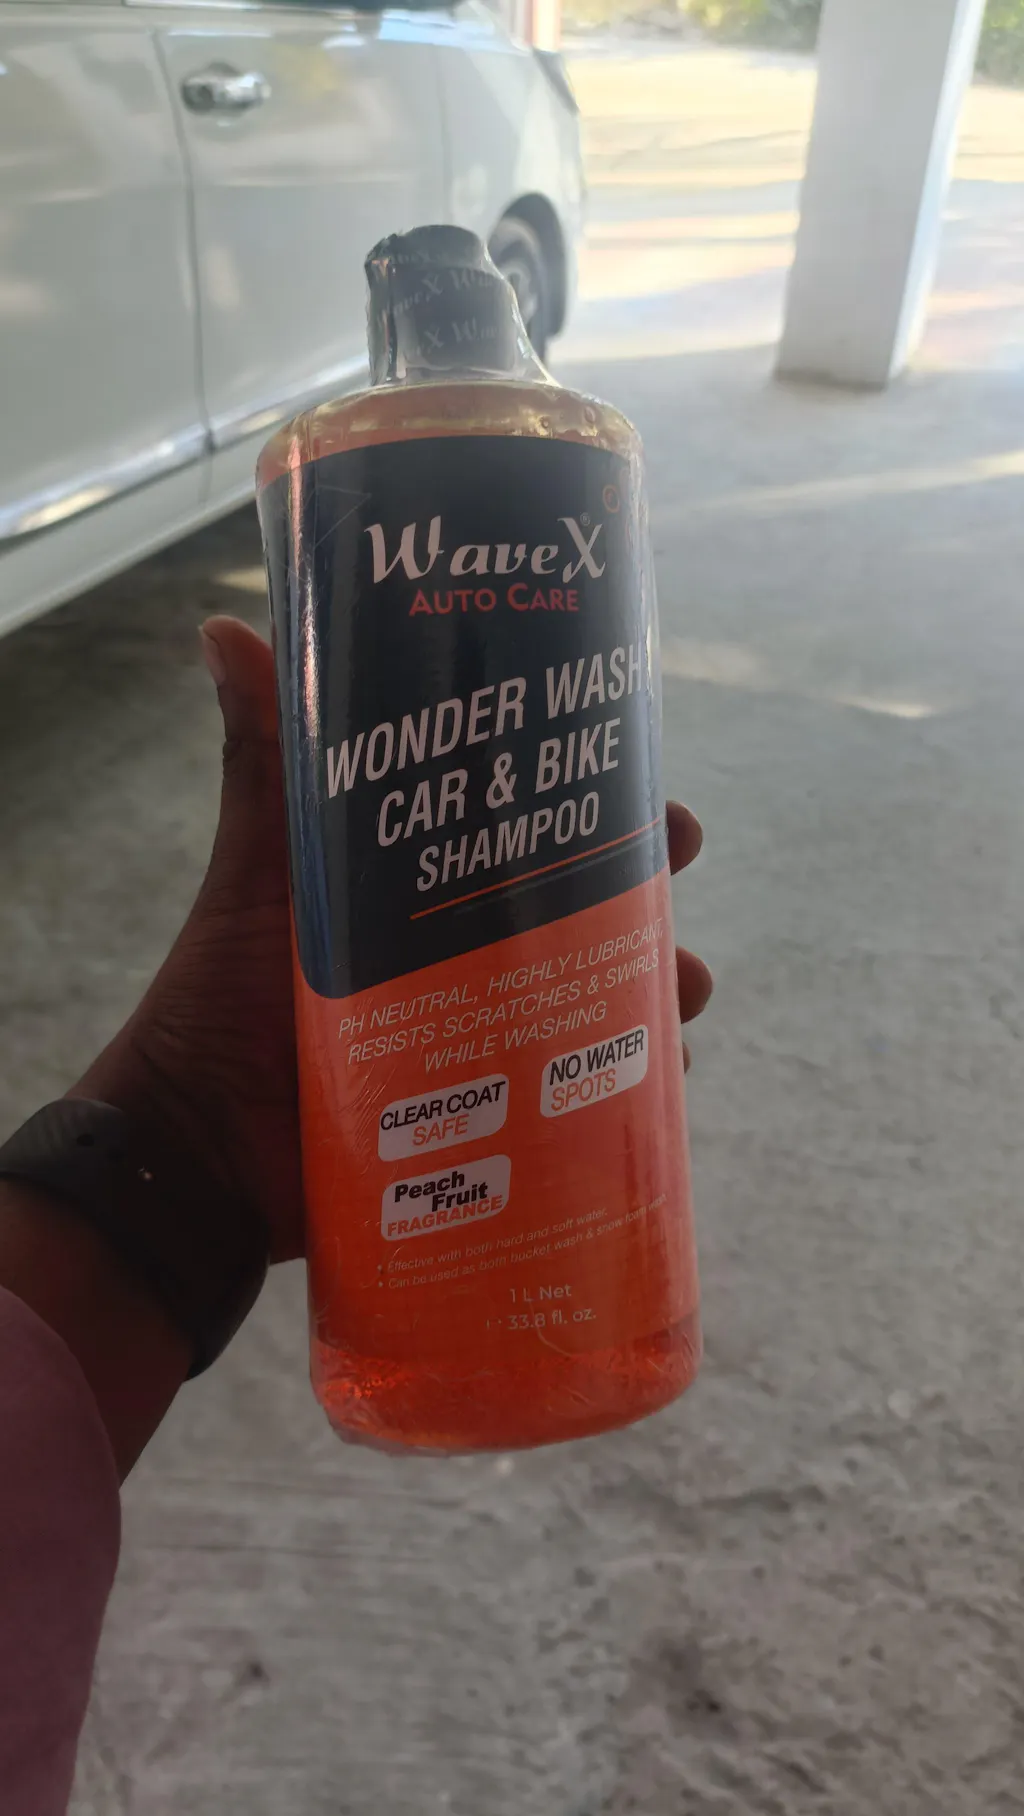 WaveX®
AUTO CARE
WONDER WASH
CAR & BIKE
SHAMPOO
PH NEUTRAL, HIGHLY LUBRICANT,
RESISTS SCRATCHES & SWIRLS
WHILE WASHING
CLEAR COAT
SAFE
NO WATER
SPOTS
Peach
Fruit
FRAGRANCE
• Effective with both hard and soft water.
• Can be used as both bucket wash & snow foam wash.
1 L Net
33.8 fl. oz.